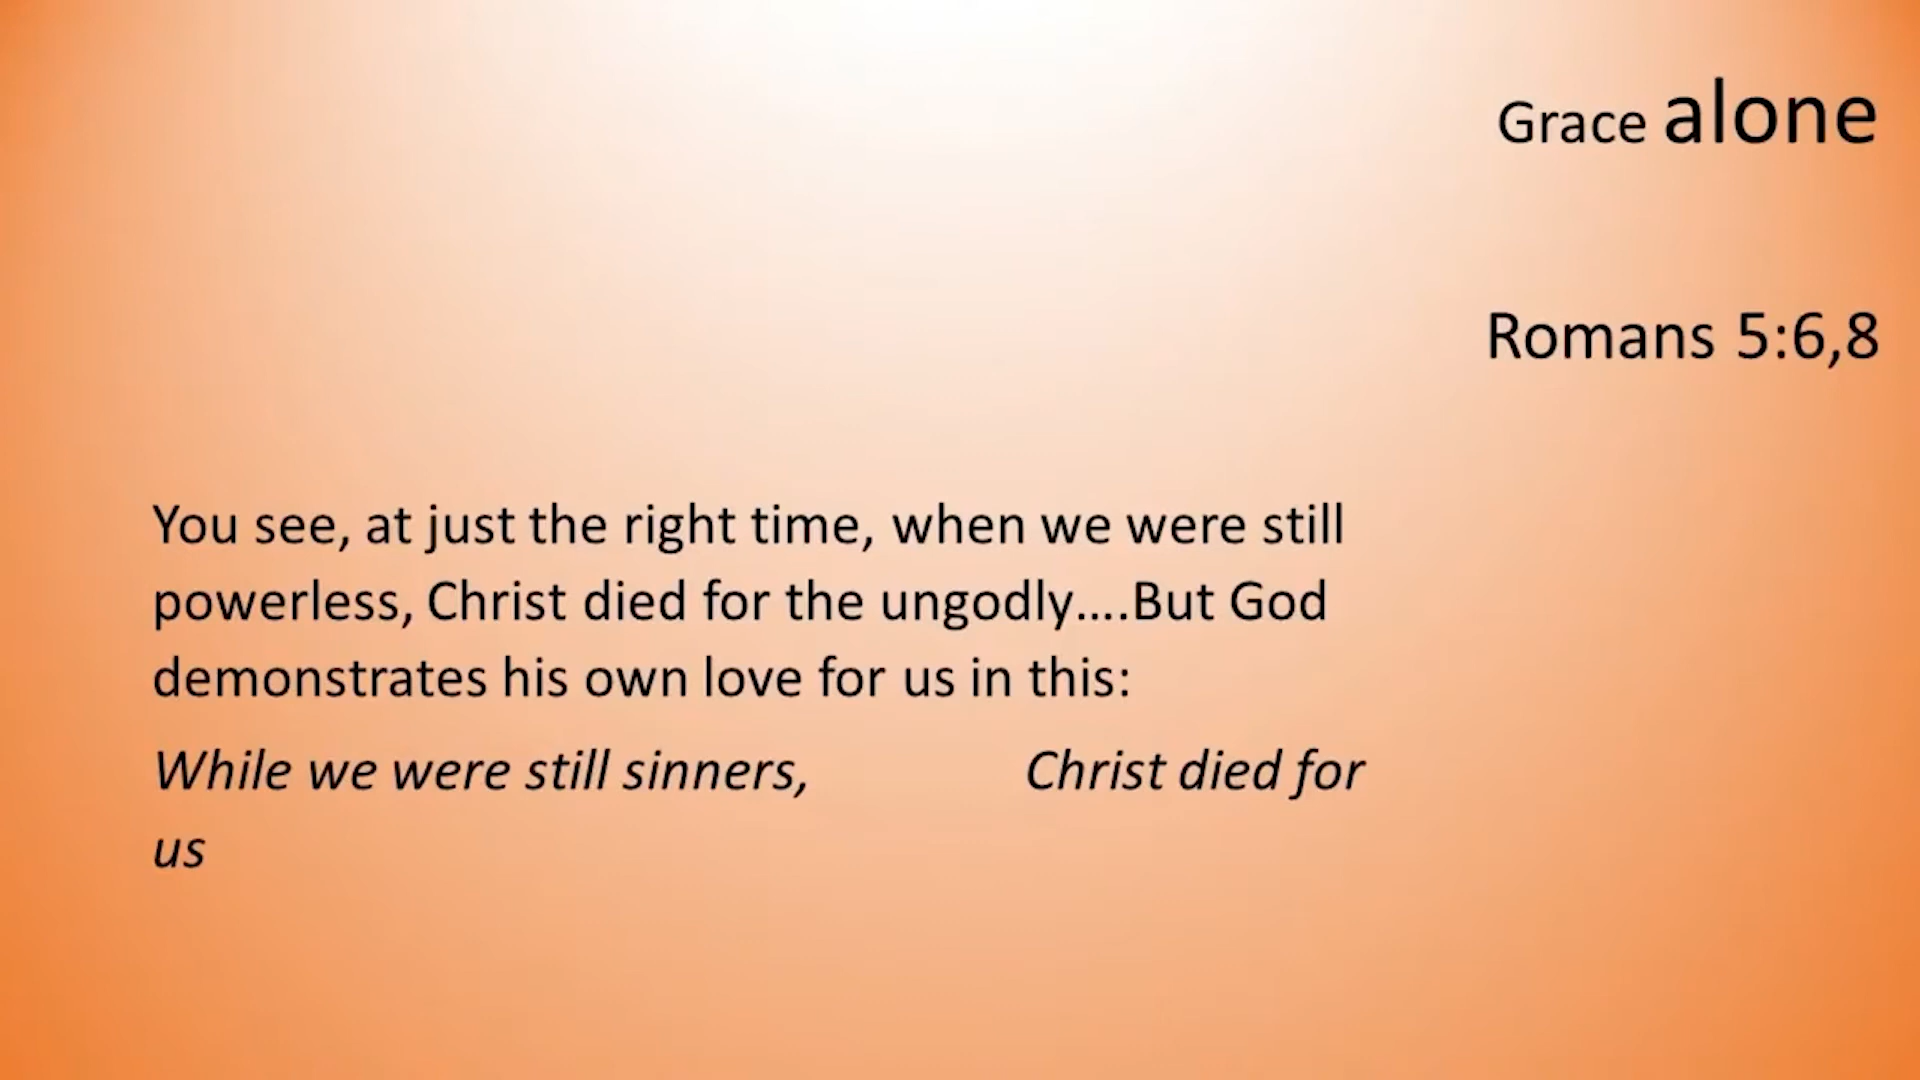 Grace alone
Romans 5:6,8
You see, at just the right time, when we were still
powerless, Christ died for the ungodly....But God
demonstrates his own love for us in this:
While we were still sinners, Christ died for
us